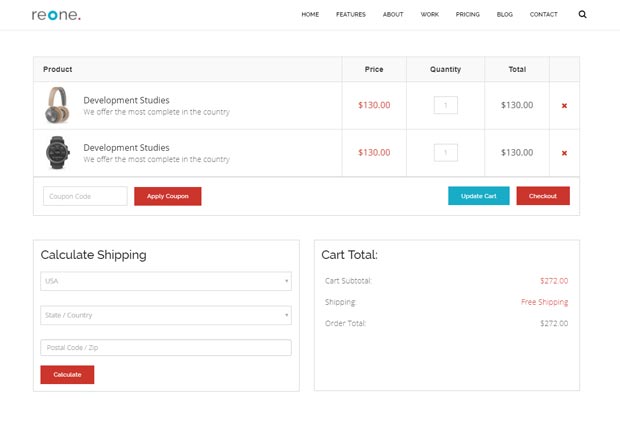 reone.
HOME FEATURES ABOUT WORK PRICING BLOG CONTACT
Product Price Quantity Total
Development Studies
We offer the most complete in the country
$130.00 1 $130.00
Development Studies
We offer the most complete in the country
$130.00 1 $130.00
Coupon Code Apply Coupon Update Cart Checkout
Calculate Shipping
USA
State / Country
Postal Code / Zip
Calculate
Cart Total:
Cart Subtotal: $272.00
Shipping: Free Shipping
Order Total: $272.00